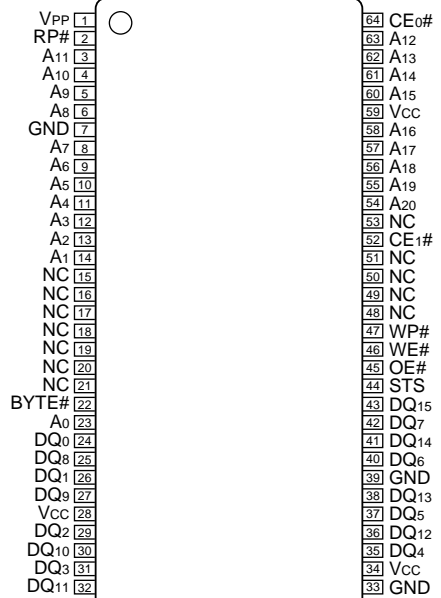 VPP 1 64 CE0#
RP# 2 63 A12
A11 3 62 A13
A10 4 61 A14
A9 5 60 A15
A8 6 59 VCC
GND 7 58 A16
A7 8 57 A17
A6 9 56 A18
A5 10 55 A19
A4 11 54 A20
A3 12 53 NC
A2 13 52 CE1#
A1 14 51 NC
NC 15 50 NC
NC 16 49 NC
NC 17 48 NC
NC 18 47 WP#
NC 19 46 WE#
NC 20 45 OE#
NC 21 44 STS
BYTE# 22 43 DQ15
A0 23 42 DQ7
DQ0 24 41 DQ14
DQ8 25 40 DQ6
DQ1 26 39 GND
DQ9 27 38 DQ13
VCC 28 37 DQ5
DQ2 29 36 DQ12
DQ10 30 35 DQ4
DQ3 31 34 VCC
DQ11 32 33 GND